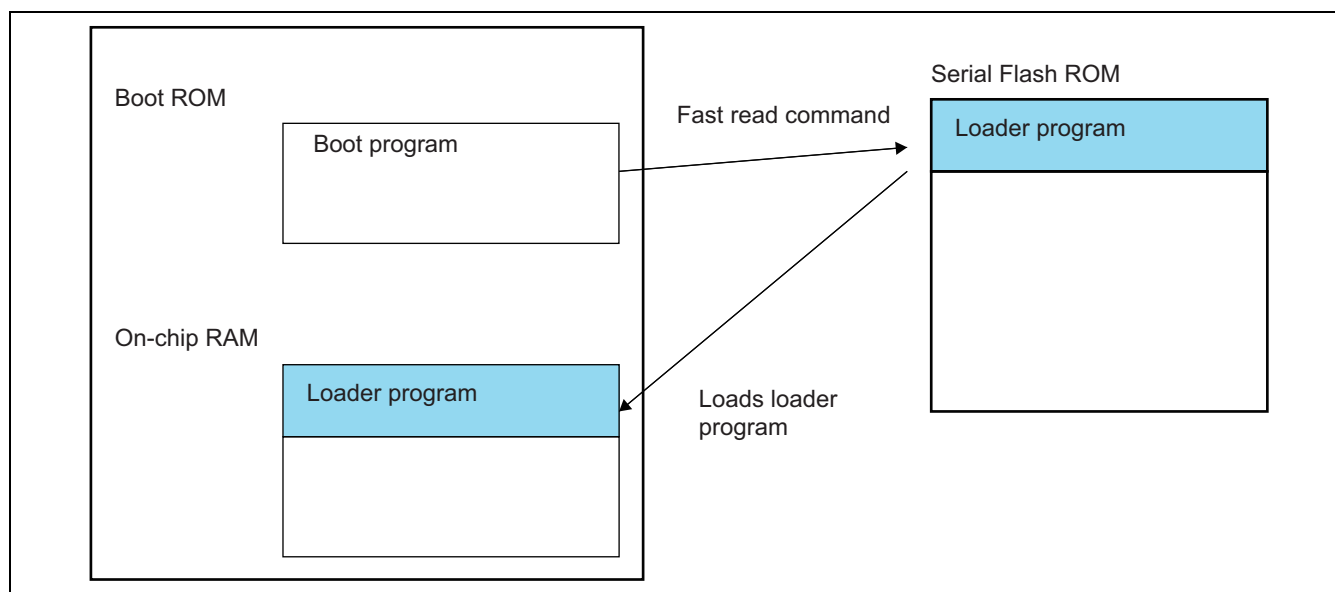 Boot ROM
Boot program
Fast read command
Serial Flash ROM
Loader program
On-chip RAM
Loader program
Loads loader
program